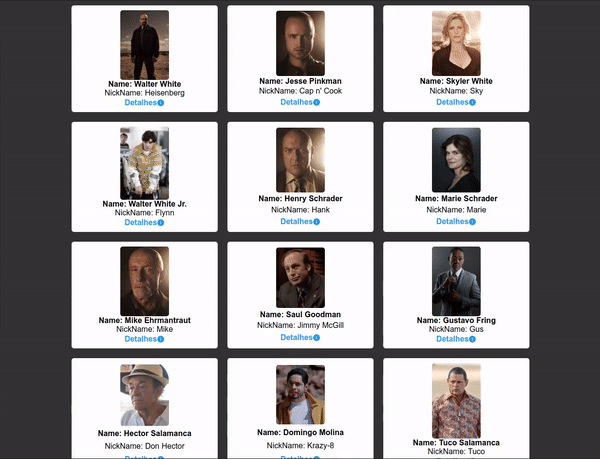 Name: Walter White
NickName: Heisenberg
Detalhes
Name: Jesse Pinkman
NickName: Cap n' Cook
Detalhes
Name: Skyler White
NickName: Sky
Detalhes
Name: Walter White Jr.
NickName: Flynn
Detalhes
Name: Henry Schrader
NickName: Hank
Detalhes
Name: Marie Schrader
NickName: Marie
Detalhes
Name: Mike Ehrmantraut
NickName: Mike
Detalhes
Name: Saul Goodman
NickName: Jimmy McGill
Detalhes
Name: Gustavo Fring
NickName: Gus
Detalhes
Name: Hector Salamanca
NickName: Don Hector
Detalhes
Name: Domingo Molina
NickName: Krazy-8
Detalhes
Name: Tuco Salamanca
NickName: Tuco